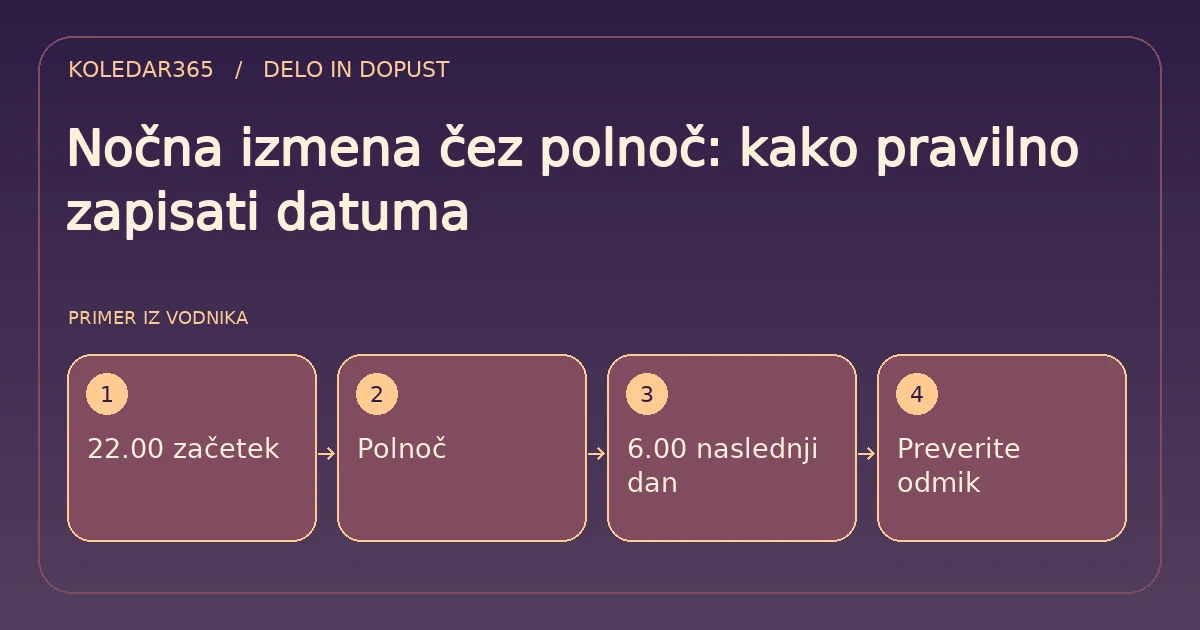 KOLEDAR365 / DELO IN DOPUST
Nočna izmena čez polnoč: kako pravilno
zapisati datuma
PRIMER IZ VODNIKA
1
22.00 začetek
→
2
Polnoč
→
3
6.00 naslednji
dan
→
4
Preverite
odmik